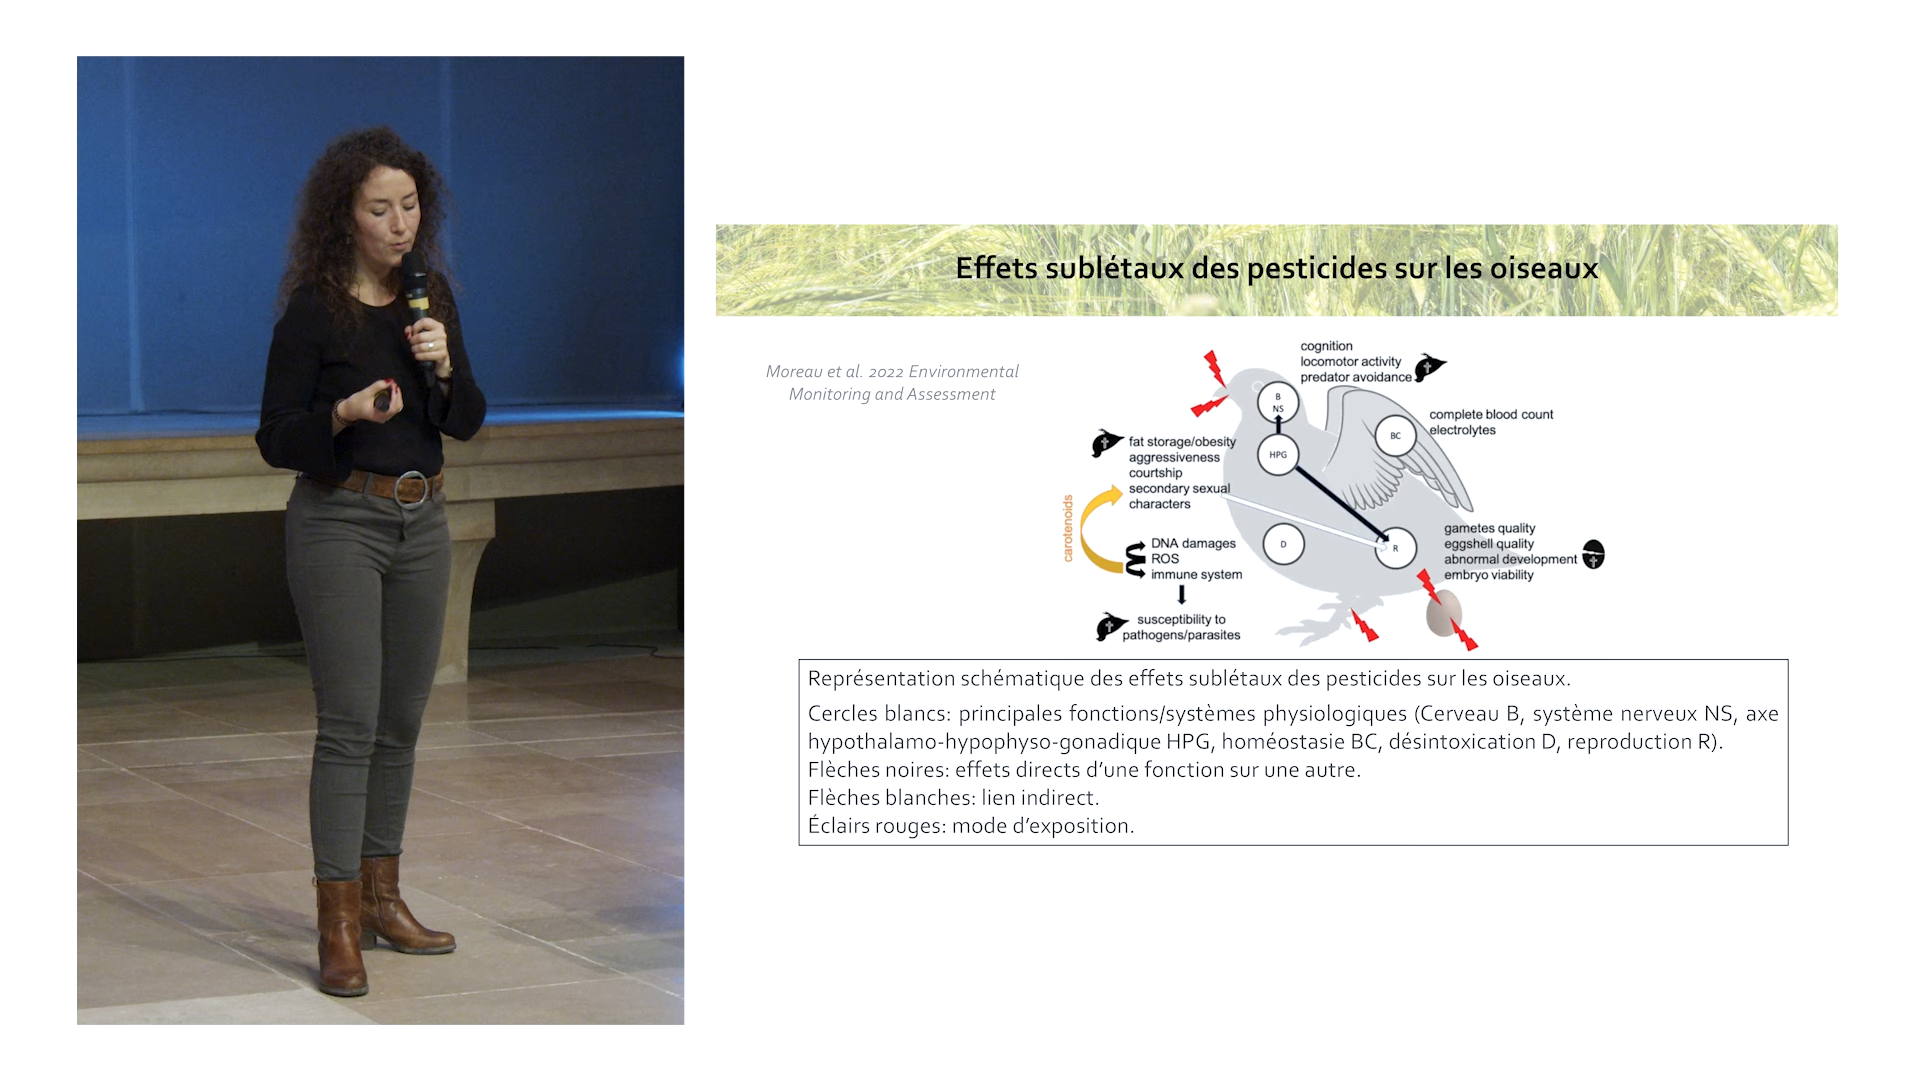 Effets sublétaux des pesticides sur les oiseaux
Moreau et al. 2022 Environmental
Monitoring and Assessment
cognition
locomotor activity
predator avoidance
B
NS
HPG
BC
complete blood count
electrolytes
fat storage/obesity
aggressiveness
courtship
secondary sexual
characters
carotenoids
DNA damages
ROS
immune system
D
R
gametes quality
eggshell quality
abnormal development
embryo viability
susceptibility to
pathogens/parasites
Représentation schématique des effets sublétaux des pesticides sur les oiseaux.
Cercles blancs: principales fonctions/systèmes physiologiques (Cerveau B, système nerveux NS, axe
hypothalamo-hypophyso-gonadique HPG, homéostasie BC, désintoxication D, reproduction R).
Flèches noires: effets directs d’une fonction sur une autre.
Flèches blanches: lien indirect.
Éclairs rouges: mode d’exposition.